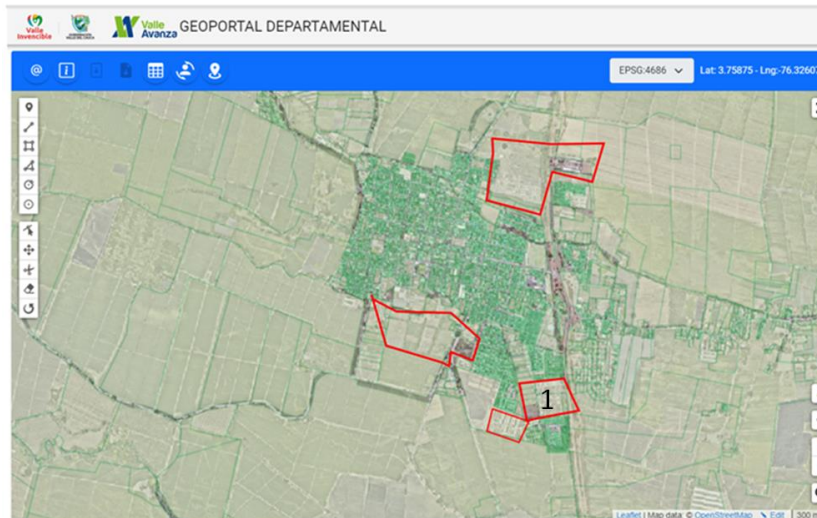 Valle
Invencible
Valle
Avanza
GEOPORTAL DEPARTAMENTAL
EPSG:4686
Lat: 3.75875 - Lng:-76.32607
1
Leaflet | Map data: © OpenStreetMap Edit 300 m